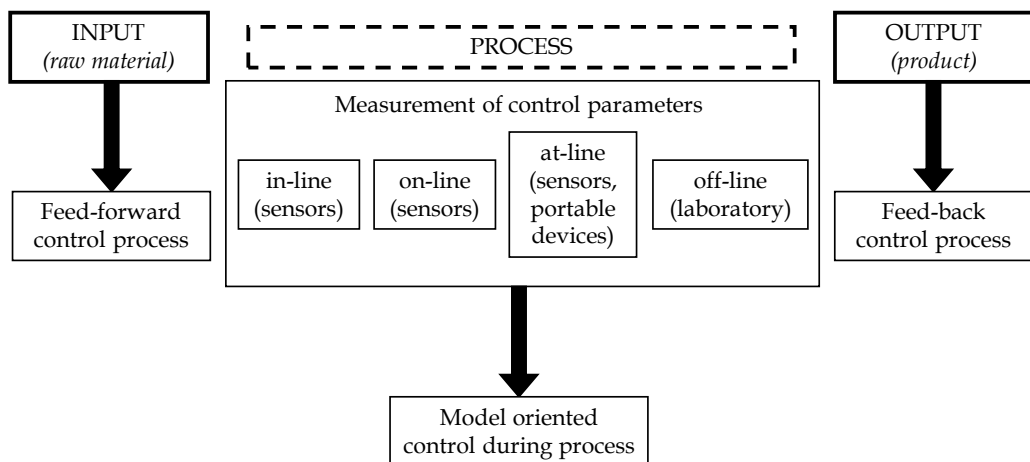 INPUT
(raw material)
PROCESS
OUTPUT
(product)
Measurement of control parameters
in-line
(sensors)
on-line
(sensors)
at-line
(sensors,
portable
devices)
off-line
(laboratory)
Feed-forward
control process
Feed-back
control process
Model oriented
control during process